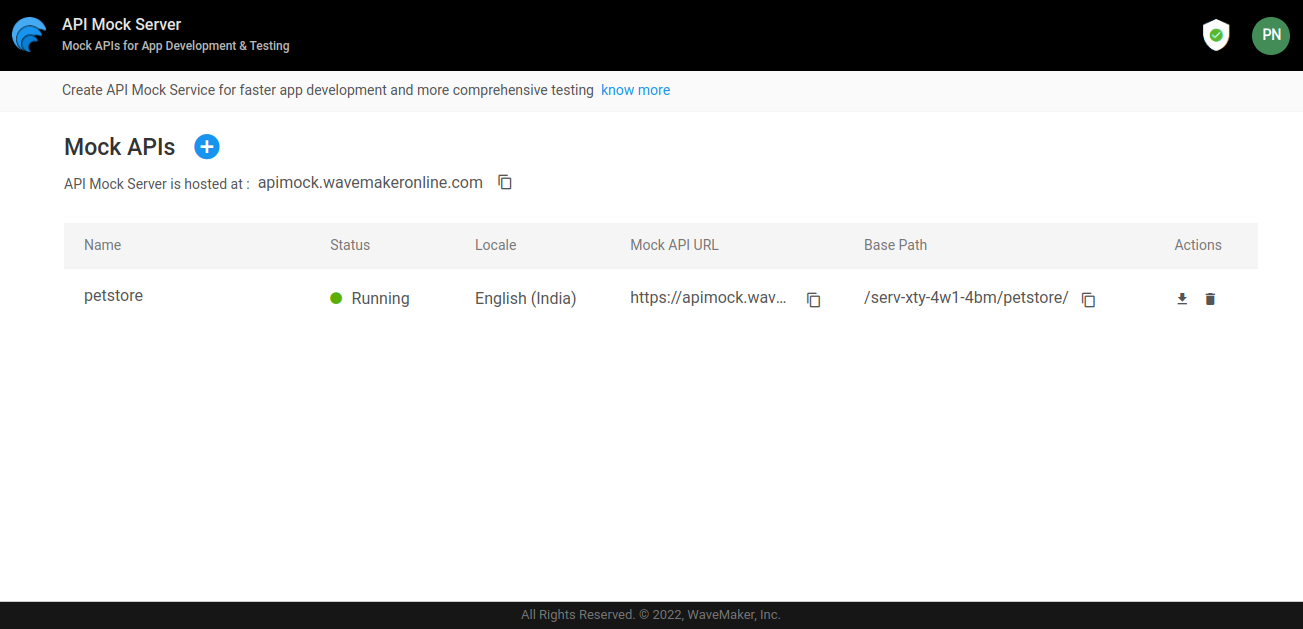 API Mock Server
Mock APIs for App Development & Testing
PN
Create API Mock Service for faster app development and more comprehensive testing know more
Mock APIs
API Mock Server is hosted at : apimock.wavemakeronline.com
Name Status Locale Mock API URL Base Path Actions
petstore Running English (India) https://apimock.wav... /serv-xty-4w1-4bm/petstore/
All Rights Reserved. © 2022, WaveMaker, Inc.